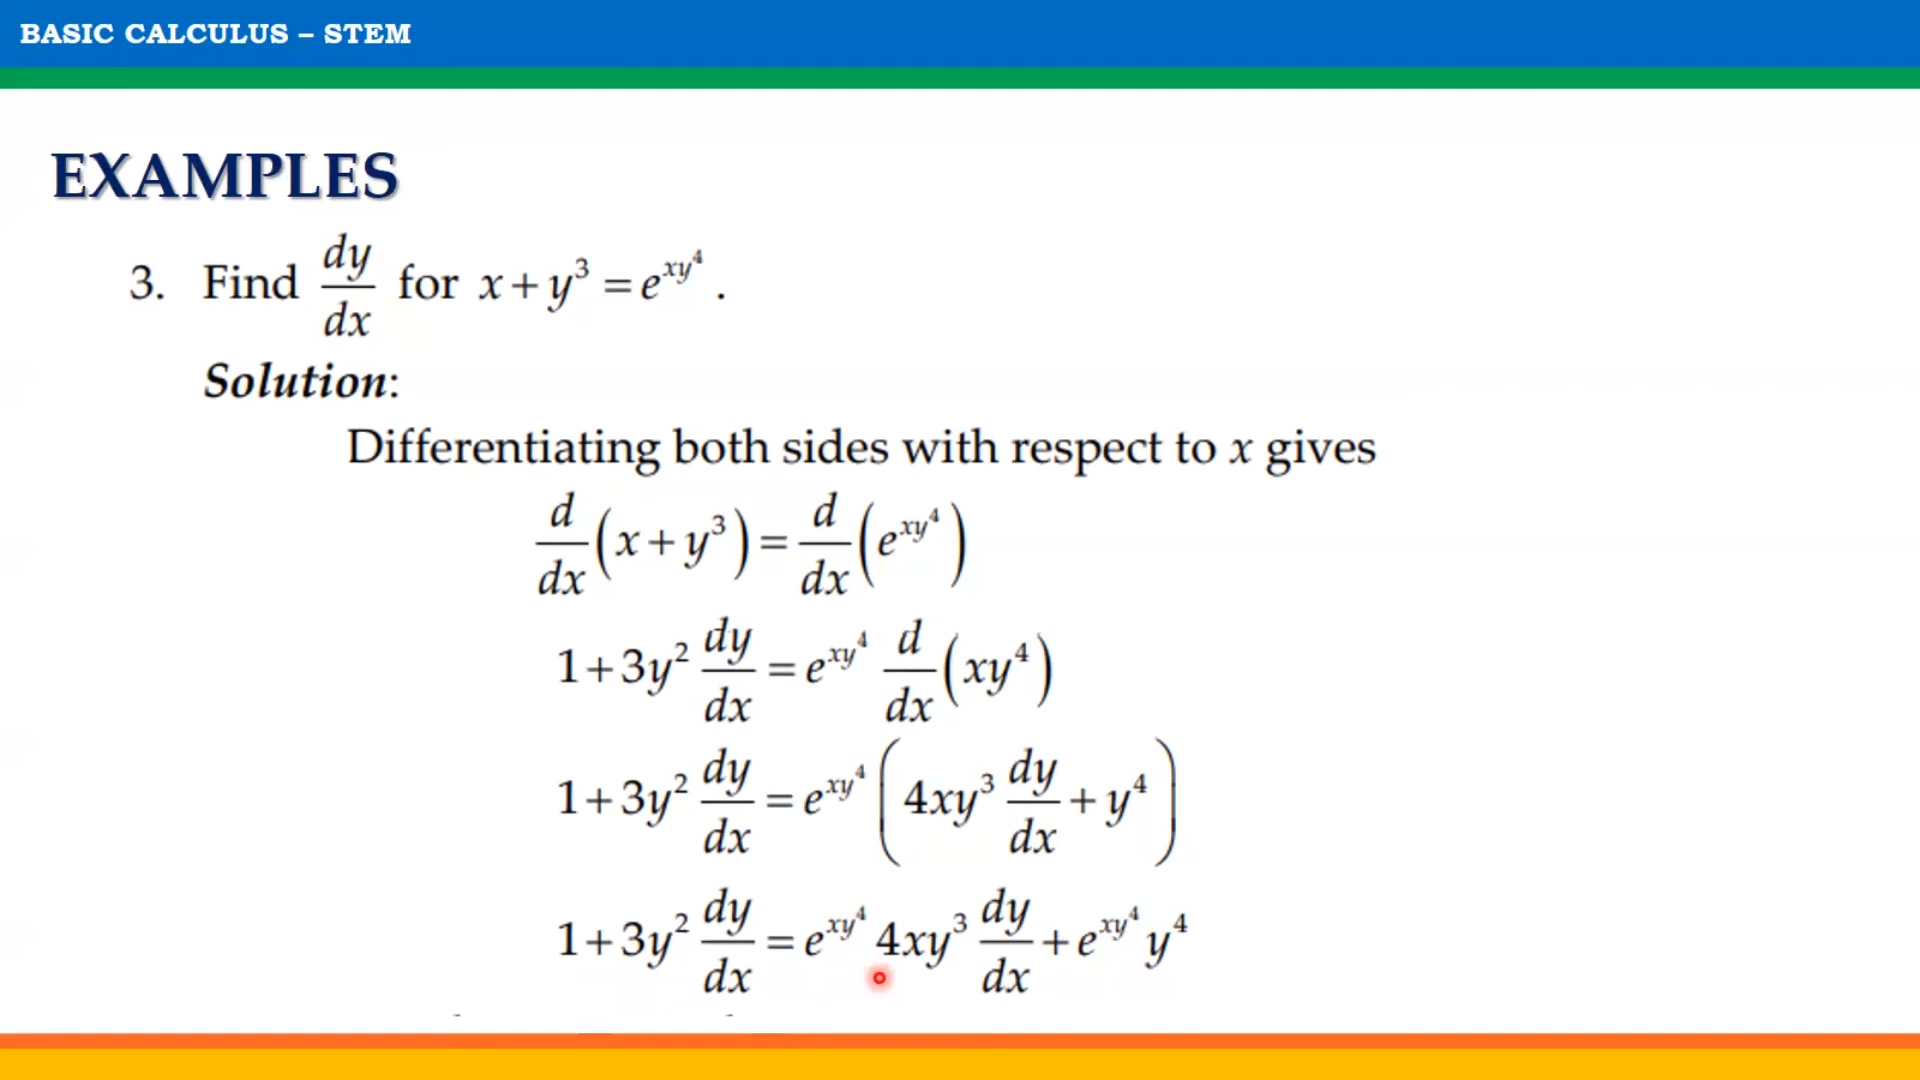 BASIC CALCULUS – STEM
EXAMPLES
3. Find dy/dx for x + y³ = e^(xy⁴).
Solution:
Differentiating both sides with respect to x gives
d/dx (x + y³) = d/dx (e^(xy⁴))
1 + 3y² dy/dx = e^(xy⁴) d/dx (xy⁴)
1 + 3y² dy/dx = e^(xy⁴) (4xy³ dy/dx + y⁴)
1 + 3y² dy/dx = e^(xy⁴) 4xy³ dy/dx + e^(xy⁴) y⁴